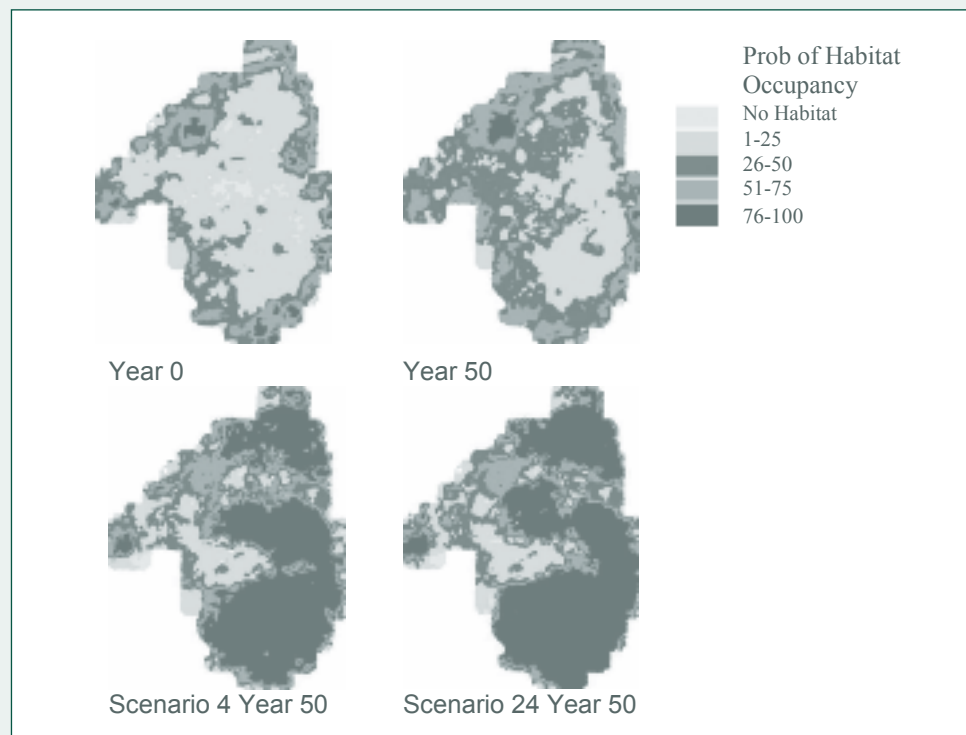 Prob of Habitat
Occupancy
No Habitat
1-25
26-50
51-75
76-100
Year 0
Year 50
Scenario 4 Year 50
Scenario 24 Year 50